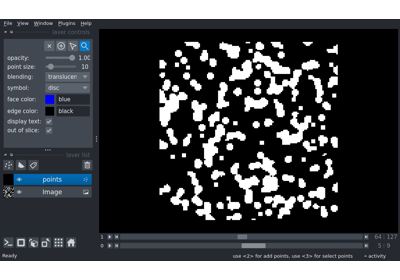 File View Window Plugins Help
layer controls
opacity: 1.00
point size: 10
blending: translucen
symbol: disc
face color: blue
edge color: black
display text:
out of slice:
layer list
points
Image
1 64 127
0 5 9
Ready use <2> for add points, use <3> for select points activity